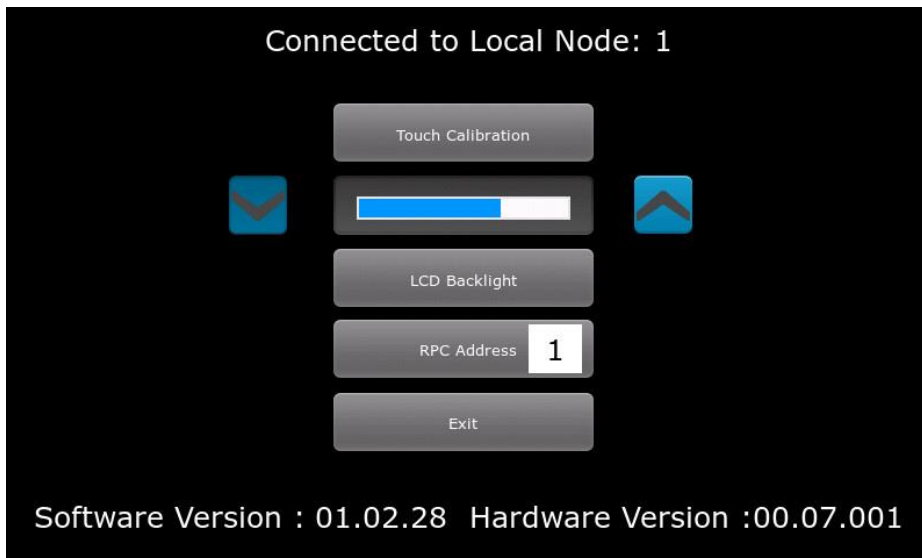 Connected to Local Node: 1
Touch Calibration
LCD Backlight
RPC Address 1
Exit
Software Version : 01.02.28 Hardware Version :00.07.001